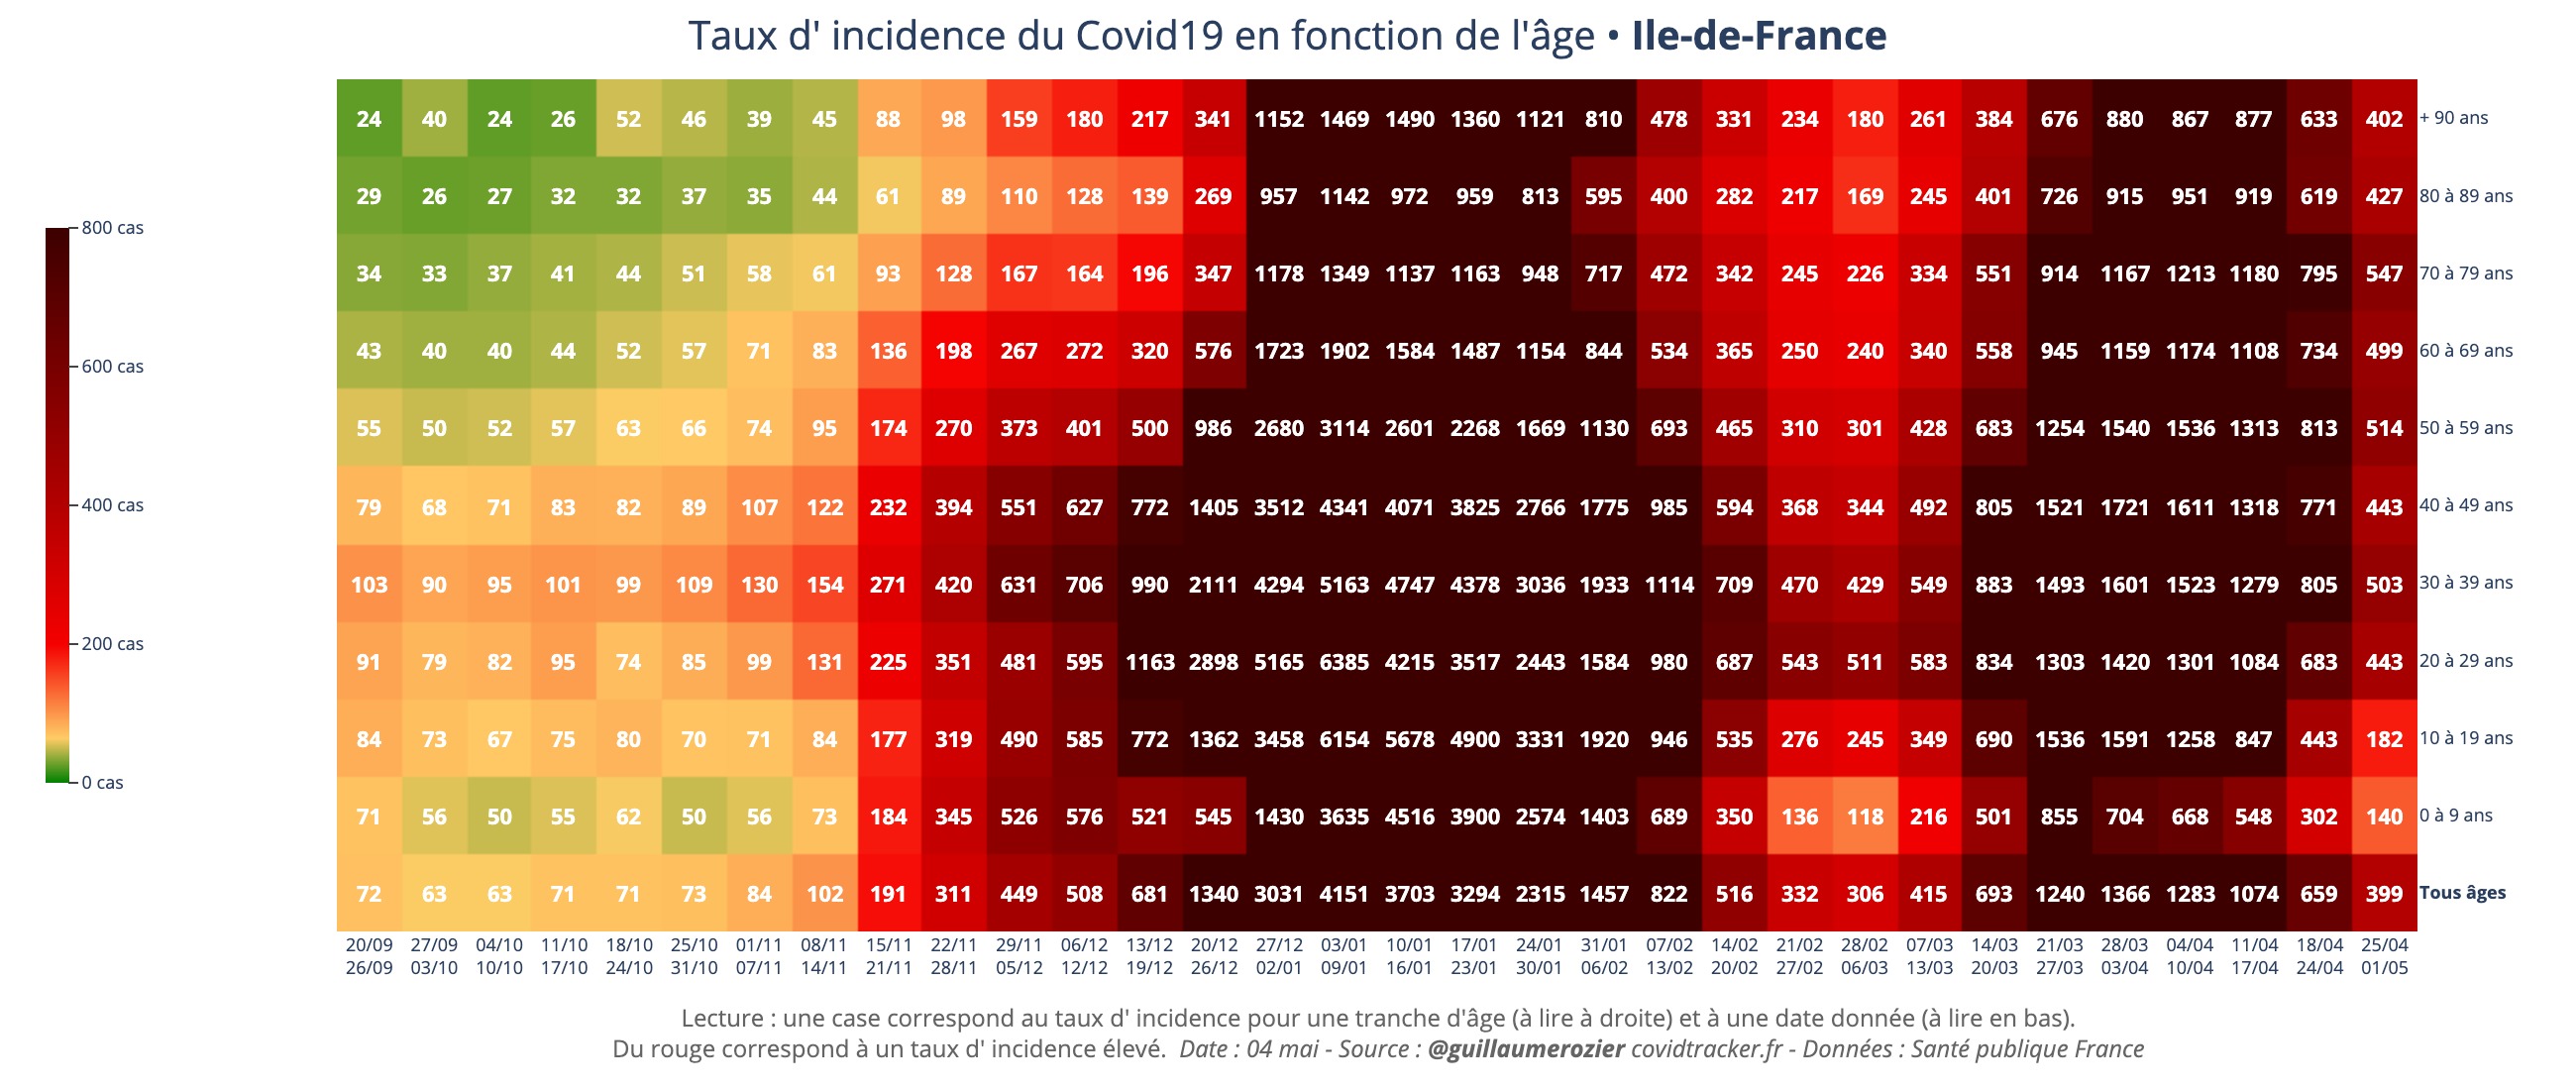 Taux d' incidence du Covid19 en fonction de l'âge • Ile-de-France
24 40 24 26 52 46 39 45 88 98 159 180 217 341 1152 1469 1490 1360 1121 810 478 331 234 180 261 384 676 880 867 877 633 402 + 90 ans
29 26 27 32 32 37 35 44 61 89 110 128 139 269 957 1142 972 959 813 595 400 282 217 169 245 401 726 915 951 919 619 427 80 à 89 ans
800 cas
34 33 37 41 44 51 58 61 93 128 167 164 196 347 1178 1349 1137 1163 948 717 472 342 245 226 334 551 914 1167 1213 1180 795 547 70 à 79 ans
43 40 40 44 52 57 71 83 136 198 267 272 320 576 1723 1902 1584 1487 1154 844 534 365 250 240 340 558 945 1159 1174 1108 734 499 60 à 69 ans
600 cas
55 50 52 57 63 66 74 95 174 270 373 401 500 986 2680 3114 2601 2268 1669 1130 693 465 310 301 428 683 1254 1540 1536 1313 813 514 50 à 59 ans
400 cas
79 68 71 83 82 89 107 122 232 394 551 627 772 1405 3512 4341 4071 3825 2766 1775 985 594 368 344 492 805 1521 1721 1611 1318 771 443 40 à 49 ans
103 90 95 101 99 109 130 154 271 420 631 706 990 2111 4294 5163 4747 4378 3036 1933 1114 709 470 429 549 883 1493 1601 1523 1279 805 503 30 à 39 ans
200 cas
91 79 82 95 74 85 99 131 225 351 481 595 1163 2898 5165 6385 4215 3517 2443 1584 980 687 543 511 583 834 1303 1420 1301 1084 683 443 20 à 29 ans
84 73 67 75 80 70 71 84 177 319 490 585 772 1362 3458 6154 5678 4900 3331 1920 946 535 276 245 349 690 1536 1591 1258 847 443 182 10 à 19 ans
0 cas
71 56 50 55 62 50 56 73 184 345 526 576 521 545 1430 3635 4516 3900 2574 1403 689 350 136 118 216 501 855 704 668 548 302 140 0 à 9 ans
72 63 63 71 71 73 84 102 191 311 449 508 681 1340 3031 4151 3703 3294 2315 1457 822 516 332 306 415 693 1240 1366 1283 1074 659 399 Tous âges
20/09 27/09 04/10 11/10 18/10 25/10 01/11 08/11 15/11 22/11 29/11 06/12 13/12 20/12 27/12 03/01 10/01 17/01 24/01 31/01 07/02 14/02 21/02 28/02 07/03 14/03 21/03 28/03 04/04 11/04 18/04 25/04
26/09 03/10 10/10 17/10 24/10 31/10 07/11 14/11 21/11 28/11 05/12 12/12 19/12 26/12 02/01 09/01 16/01 23/01 30/01 06/02 13/02 20/02 27/02 06/03 13/03 20/03 27/03 03/04 10/04 17/04 24/04 01/05
Lecture : une case correspond au taux d' incidence pour une tranche d'âge (à lire à droite) et à une date donnée (à lire en bas).
Du rouge correspond à un taux d' incidence élevé. Date : 04 mai - Source : @guillaumerozier covidtracker.fr - Données : Santé publique France